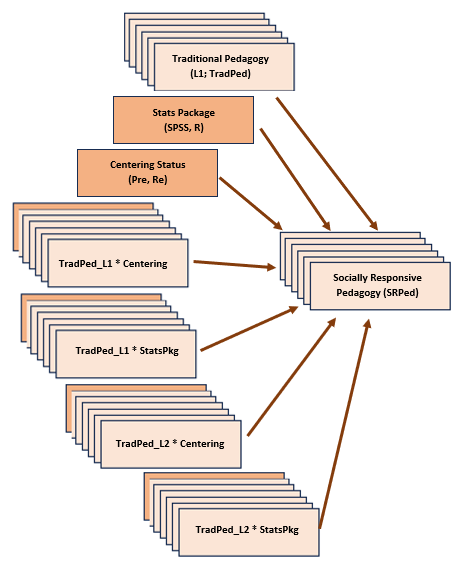 Traditional Pedagogy
(L1; TradPed)
Stats Package
(SPSS, R)
Centering Status
(Pre, Re)
TradPed_L1 * Centering
Socially Responsive
Pedagogy (SRPed)
TradPed_L1 * StatsPkg
TradPed_L2 * Centering
TradPed_L2 * StatsPkg